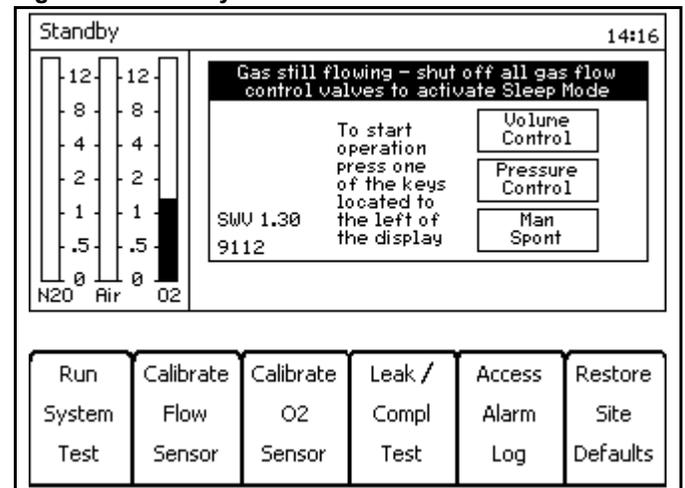 Standby
14:16
12 12
8 8
4 4
2 2
1 1
.5 .5
0 0
N2O Air O2
Gas still flowing – shut off all gas flow
control valves to activate Sleep Mode
To start
operation
press one
of the keys
located to
the left of
the display
SWV 1.30
9112
Volume
Control
Pressure
Control
Man
Spont
Run
System
Test
Calibrate
Flow
Sensor
Calibrate
O2
Sensor
Leak /
Compl
Test
Access
Alarm
Log
Restore
Site
Defaults